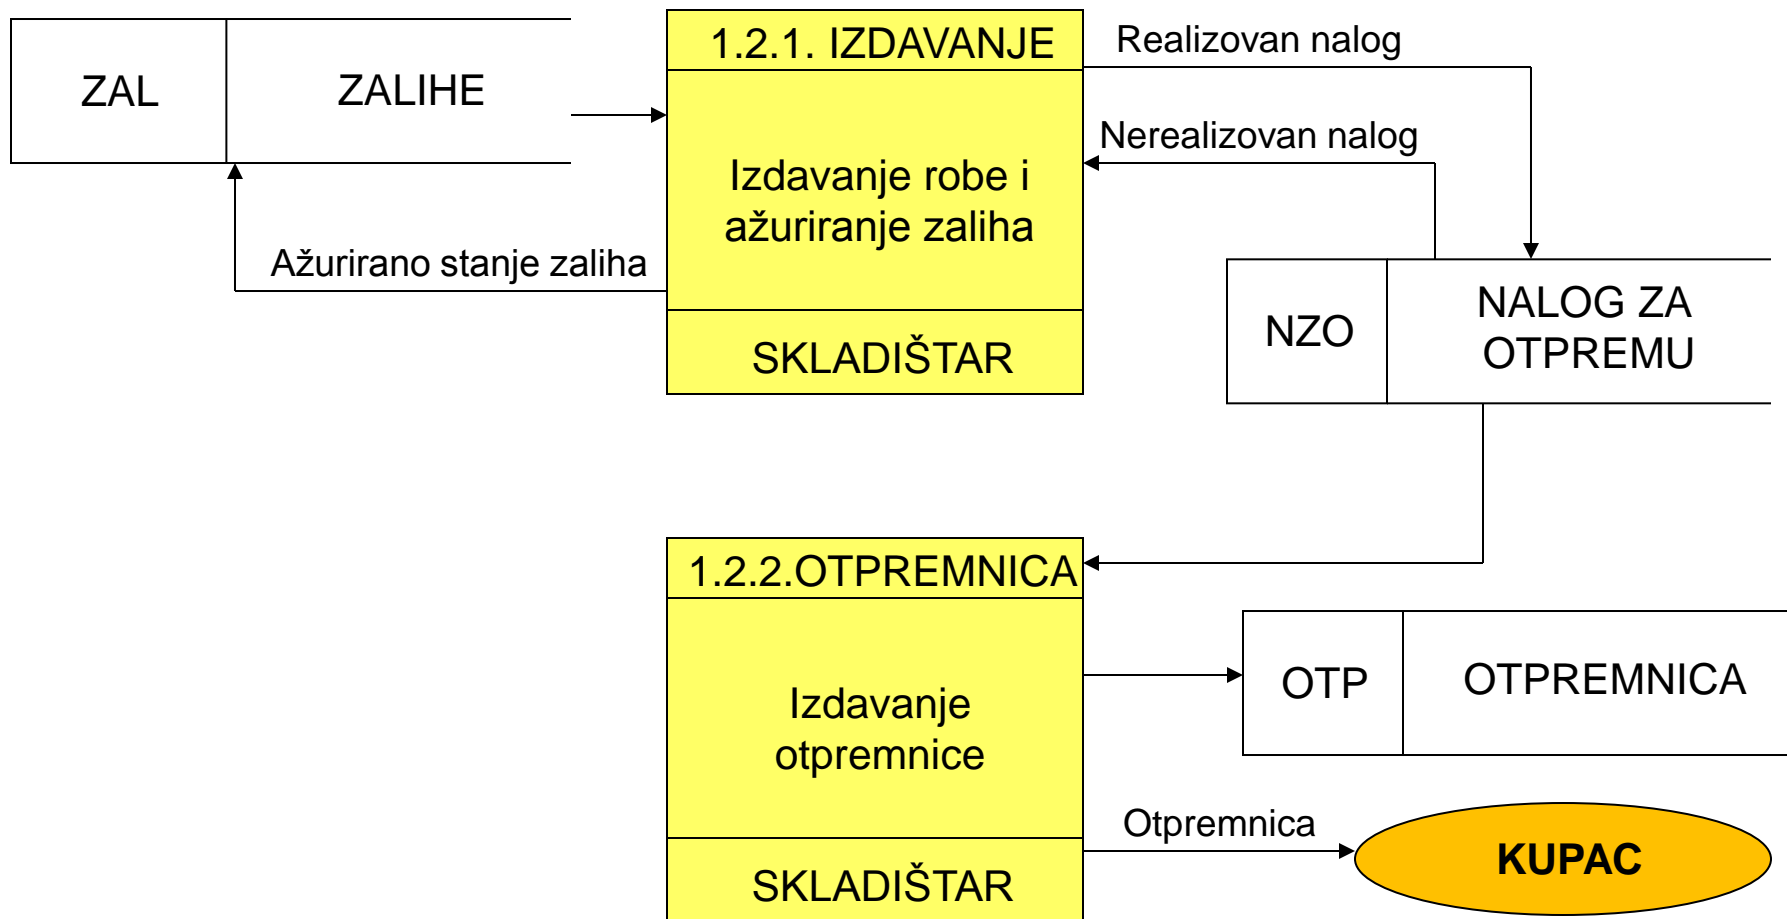 ZAL
ZALIHE
1.2.1. IZDAVANJE
Izdavanje robe i
ažuriranje zaliha
SKLADIŠTAR
Realizovan nalog
Nerealizovan nalog
Ažurirano stanje zaliha
NZO
NALOG ZA
OTPREMU
1.2.2.OTPREMNICA
Izdavanje
otpremnice
SKLADIŠTAR
OTP
OTPREMNICA
Otpremnica
KUPAC